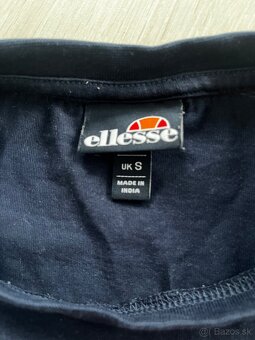 ellesse
UK S
MADE IN
INDIA
Bazos.sk